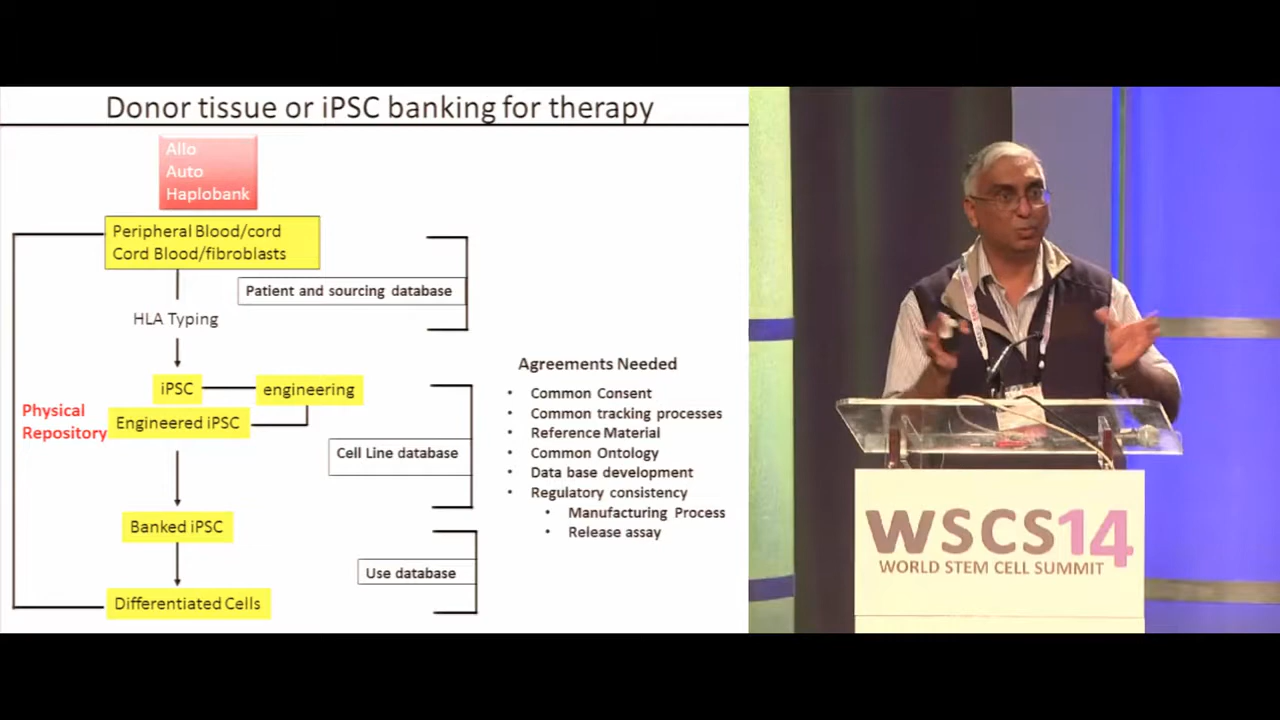 Donor tissue or iPSC banking for therapy
Allo
Auto
Haplobank
Peripheral Blood/cord
Cord Blood/fibroblasts
Patient and sourcing database
HLA Typing
iPSC
engineering
Physical
Repository
Engineered iPSC
Cell Line database
Banked iPSC
Use database
Differentiated Cells
Agreements Needed
• Common Consent
• Common tracking processes
• Reference Material
• Common Ontology
• Data base development
• Regulatory consistency
• Manufacturing Process
• Release assay
WSCS14
WORLD STEM CELL SUMMIT